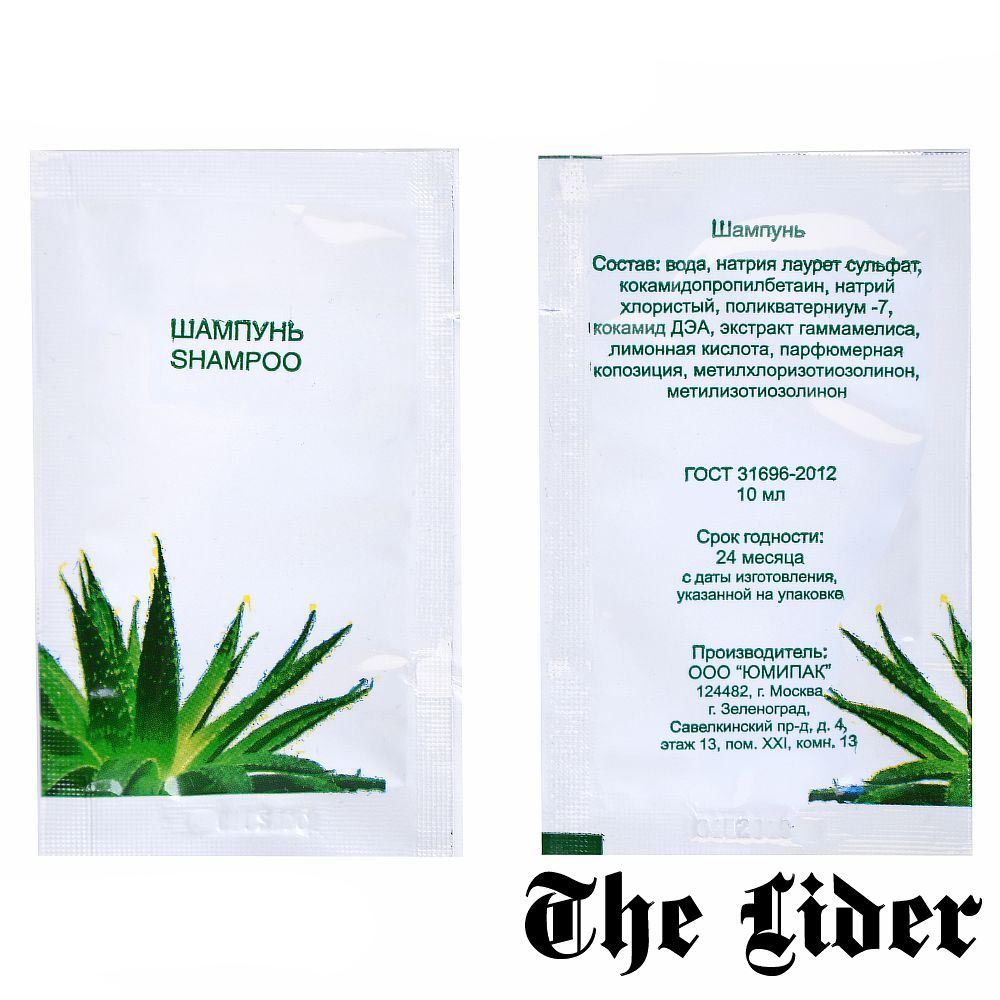 ШАМПУНЬ
SHAMPOO
Шампунь
Состав: вода, натрия лаурет сульфат,
кокамидопропилбетаин, натрий
хлористый, поликватерниум -7,
кокамид ДЭА, экстракт гаммамелиса,
лимонная кислота, парфюмерная
копозиция, метилхлоризотиозолинон,
метилизотиозолинон
ГОСТ 31696-2012
10 мл
Срок годности:
24 месяца
с даты изготовления,
указанной на упаковке
Производитель:
ООО "ЮМИПАК"
124482, г. Москва,
г. Зеленоград,
Савелкинский пр-д, д. 4,
этаж 13, пом. XXI, комн. 13
The Lider